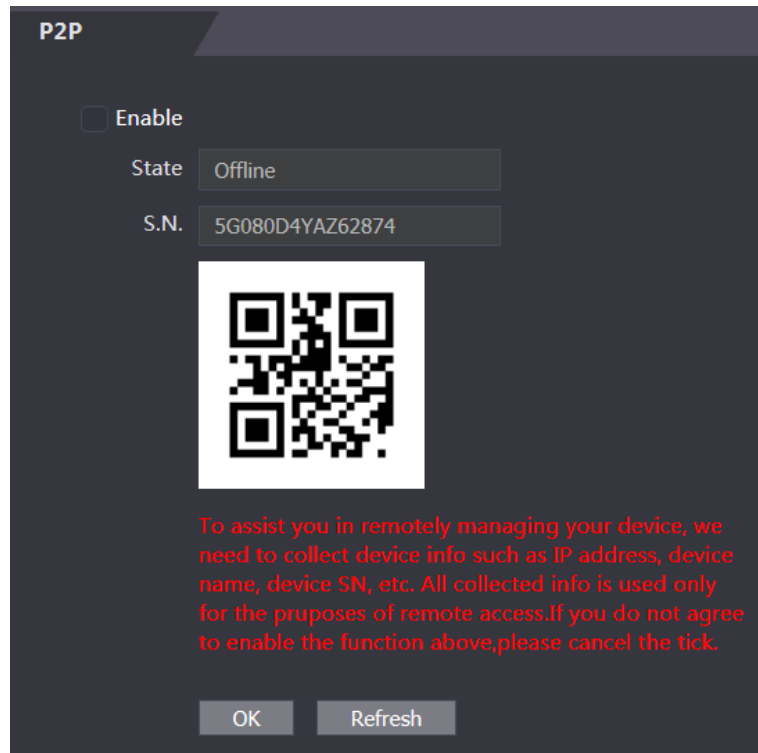 P2P
Enable
State Offline
S.N. 5G080D4YAZ62874
To assist you in remotely managing your device, we
need to collect device info such as IP address, device
name, device SN, etc. All collected info is used only
for the pruposes of remote access.If you do not agree
to enable the function above,please cancel the tick.
OK Refresh